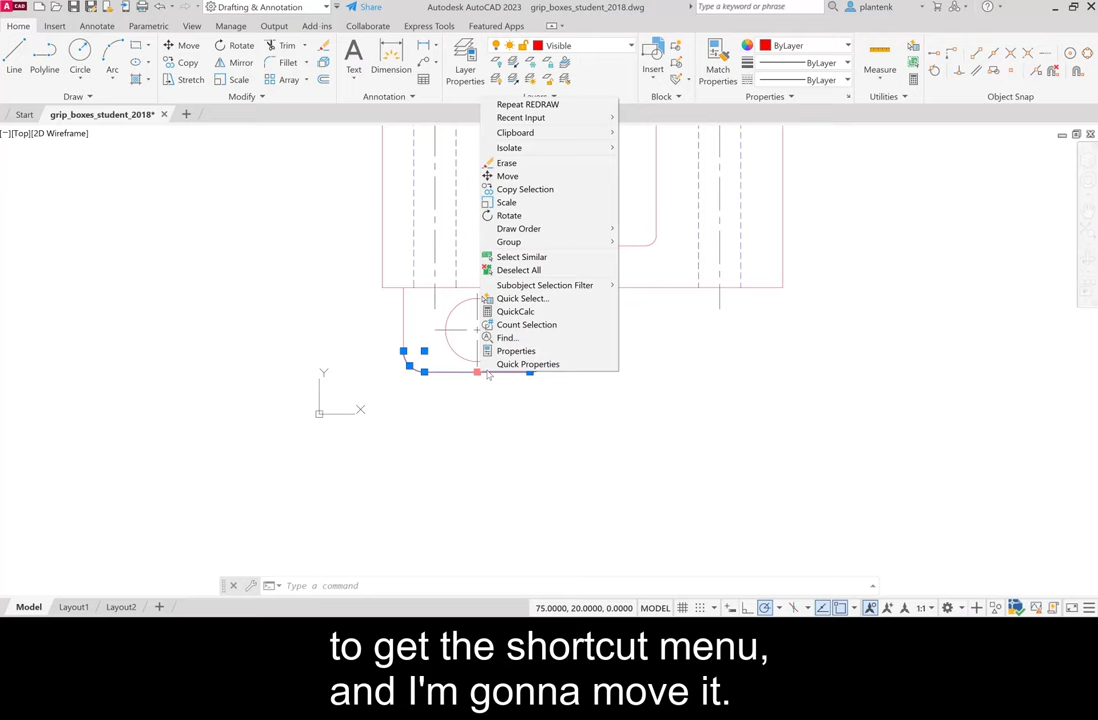 Drafting & Annotation
Share
Autodesk AutoCAD 2023
grip_boxes_student_2018.dwg
Type a keyword or phrase
plantenk
Home
Insert
Annotate
Parametric
View
Manage
Output
Add-ins
Collaborate
Express Tools
Featured Apps
Line
Polyline
Circle
Arc
Move
Rotate
Trim
Copy
Mirror
Fillet
Stretch
Scale
Array
Text
Dimension
Layer
Properties
Visible
Insert
Match
Properties
ByLayer
ByLayer
ByLayer
Measure
Draw
Modify
Annotation
Layers
Block
Properties
Utilities
Object Snap
Start
grip_boxes_student_2018*
[−][Top][2D Wireframe]
Repeat REDRAW
Recent Input
Clipboard
Isolate
Erase
Move
Copy Selection
Scale
Rotate
Draw Order
Group
Select Similar
Deselect All
Subobject Selection Filter
Quick Select...
QuickCalc
Count Selection
Find...
Properties
Quick Properties
Y
X
Type a command
Model
Layout1
Layout2
75.0000, 20.0000, 0.0000
MODEL
1:1
to get the shortcut menu,
and I'm gonna move it.